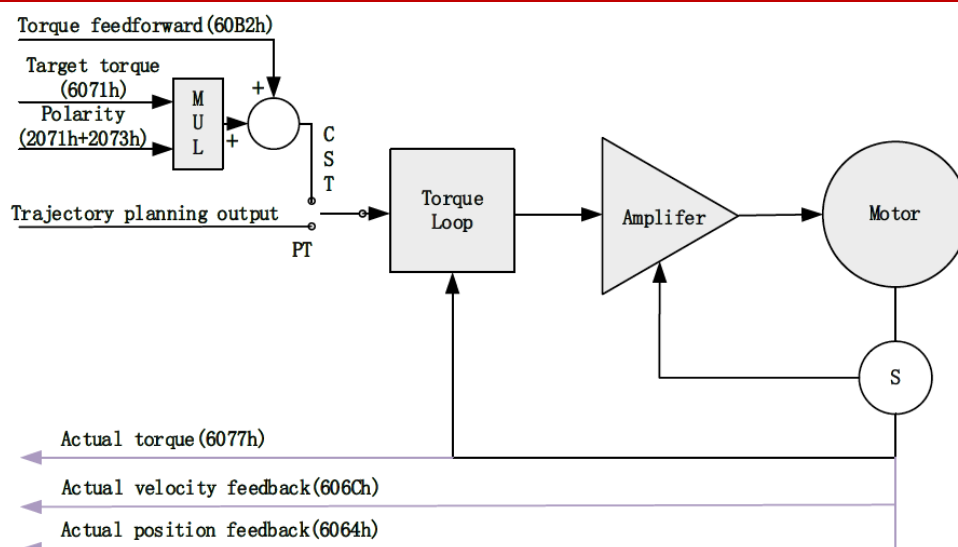 Torque feedforward(60B2h)
Target torque
(6071h)
Polarity
(2071h+2073h)
M
U
L
+
+
C
S
T
Trajectory planning output
PT
Torque
Loop
Amplifer
Motor
S
Actual torque(6077h)
Actual velocity feedback(606Ch)
Actual position feedback(6064h)